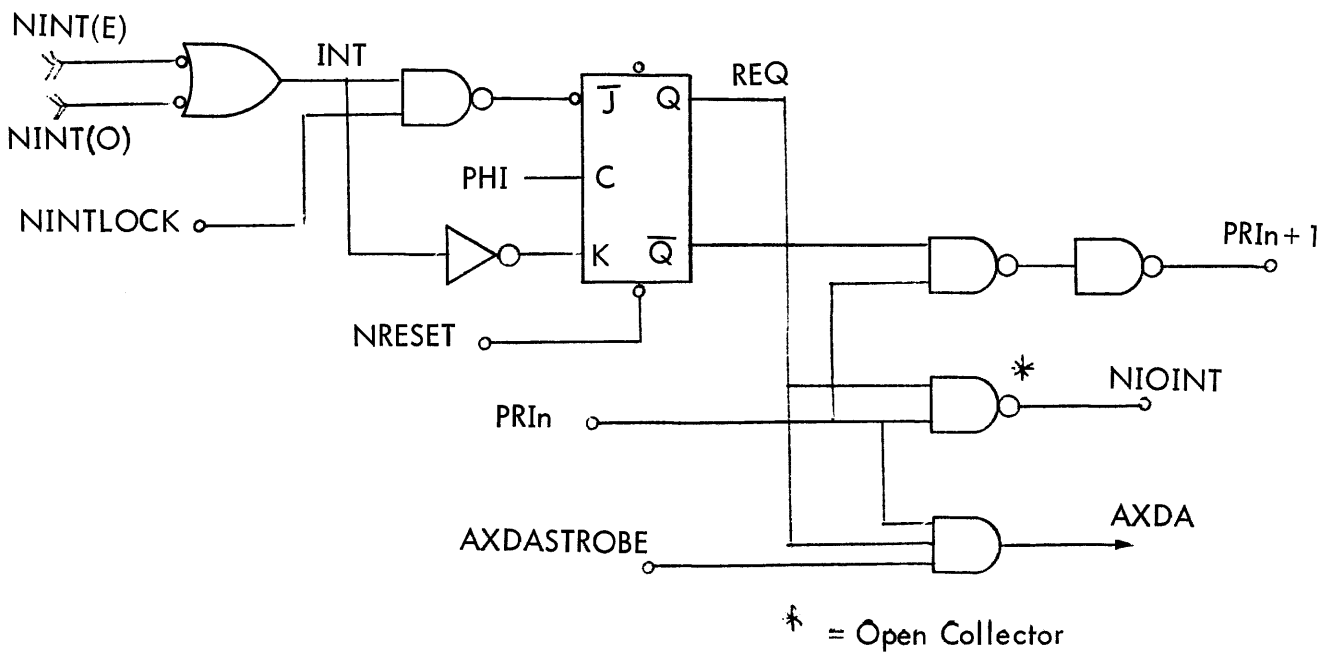 NINT(E)
INT
NINT(O)
J Q
REQ
PHI
C
NINTLOCK
K Q
PRIn + 1
NRESET
*
NIOINT
PRIn
AXDA
AXDASTROBE
* = Open Collector